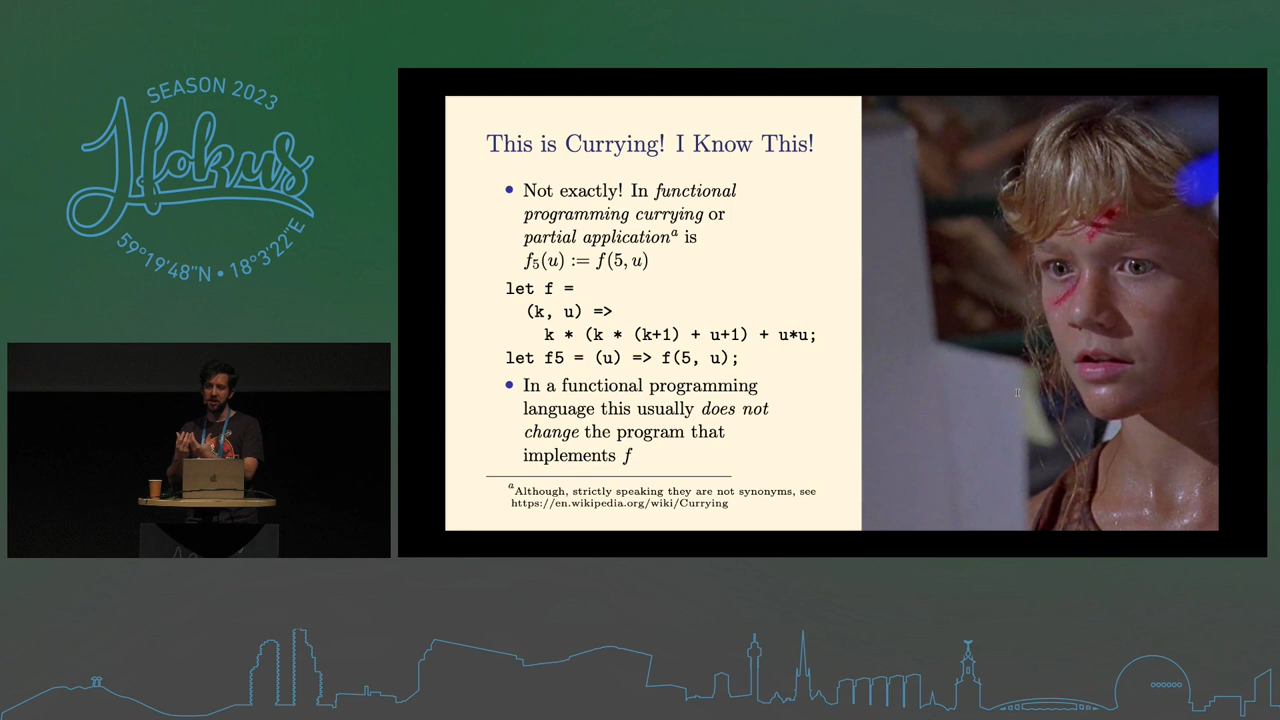 SEASON 2023
Jfokus
59°19'48"N • 18°3'22"E
This is Currying! I Know This!
• Not exactly! In functional
programming currying or
partial applicationᵃ is
f₅(u) := f(5, u)
let f =
(k, u) =>
k * (k * (k+1) + u+1) + u*u;
let f5 = (u) => f(5, u);
• In a functional programming
language this usually does not
change the program that
implements f
ᵃAlthough, strictly speaking they are not synonyms, see
https://en.wikipedia.org/wiki/Currying